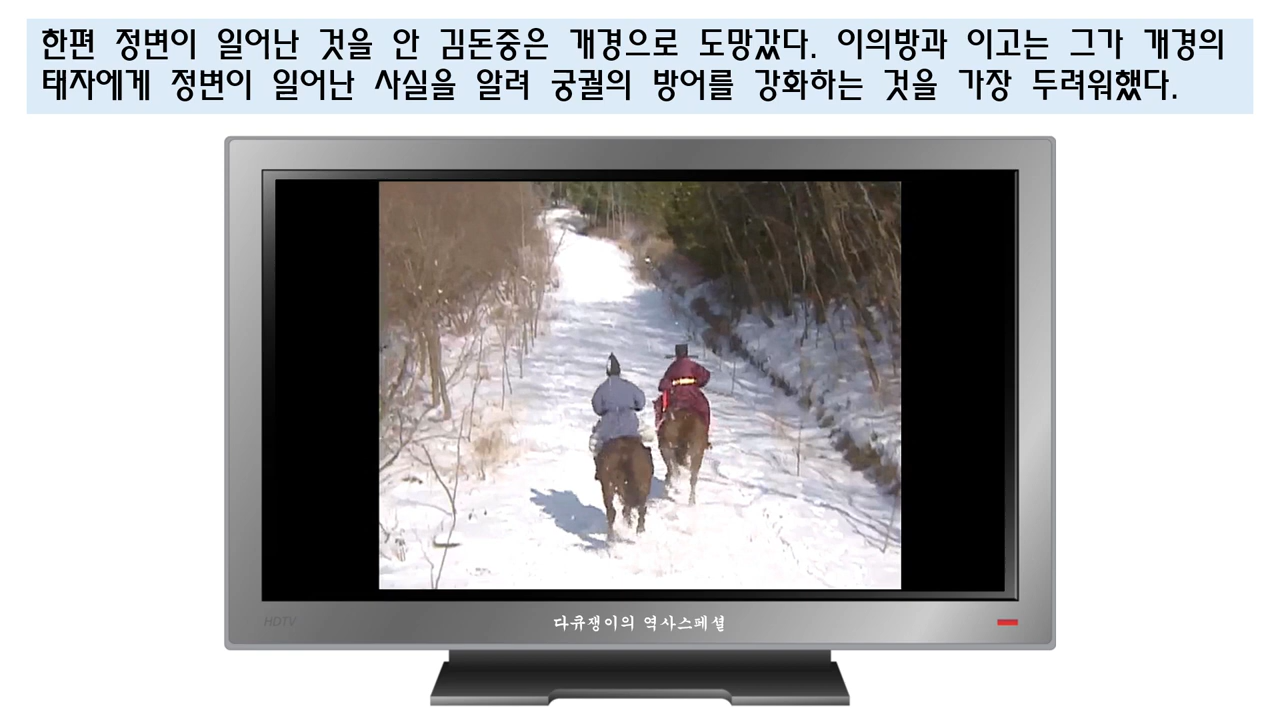 한편 정변이 일어난 것을 안 김돈중은 개경으로 도망갔다. 이의방과 이고는 그가 개경의
태자에게 정변이 일어난 사실을 알려 궁궐의 방어를 강화하는 것을 가장 두려워했다.
HDTV
다큐쟁이의 역사스페셜